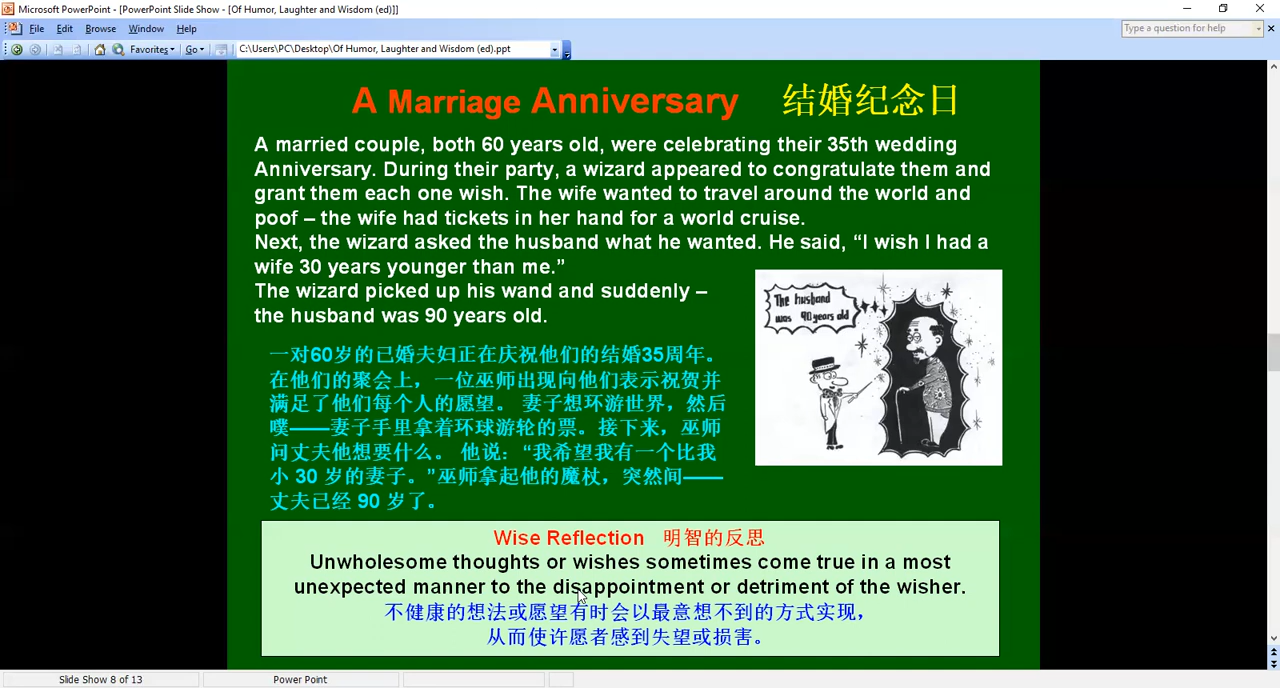 Microsoft PowerPoint - [PowerPoint Slide Show - [Of Humor, Laughter and Wisdom (ed)]]
File Edit Browse Window Help
Type a question for help
Favorites Go C:\Users\PC\Desktop\Of Humor, Laughter and Wisdom (ed).ppt
A Marriage Anniversary 结婚纪念日
A married couple, both 60 years old, were celebrating their 35th wedding
Anniversary. During their party, a wizard appeared to congratulate them and
grant them each one wish. The wife wanted to travel around the world and
poof – the wife had tickets in her hand for a world cruise.
Next, the wizard asked the husband what he wanted. He said, “I wish I had a
wife 30 years younger than me.”
The wizard picked up his wand and suddenly –
the husband was 90 years old.
The husband
was 90 years old
一对60岁的已婚夫妇正在庆祝他们的结婚35周年。
在他们的聚会上，一位巫师出现向他们表示祝贺并
满足了他们每个人的愿望。 妻子想环游世界，然后
噗——妻子手里拿着环球游轮的票。接下来，巫师
问丈夫他想要什么。 他说：“我希望我有一个比我
小 30 岁的妻子。”巫师拿起他的魔杖，突然间——
丈夫已经 90 岁了。
Wise Reflection 明智的反思
Unwholesome thoughts or wishes sometimes come true in a most
unexpected manner to the disappointment or detriment of the wisher.
不健康的想法或愿望有时会以最意想不到的方式实现，
从而使许愿者感到失望或损害。
Slide Show 8 of 13 Power Point